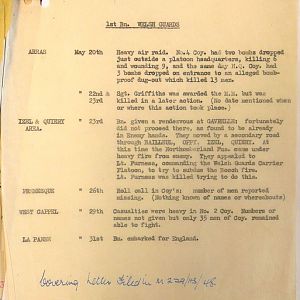 1st Bn. WELSH GUARDS
ARRAS May 20th Heavy air raid. No.4 Coy. had two bombs dropped
just outside a platoon headquarters, killing 6
and wounding 9, and the same day H.Q. Coy. had
3 bombs dropped on entrance to an alleged bomb-
proof dug-out which killed 13 men.
" 22nd & 23rd Sgt. Griffiths was awarded the M.M. but was
killed in a later action. (No date mentioned or where this
action took place.)
IZEL & QUIERY AREA. " 23rd Bn. given a rendezvous at GAVRELLE: fortunately
did not proceed there, as found to be already
in Enemy hands. They moved by a secondary road
through BAILLEUL, OPPY, IZEL, QUIERY. At
this time the Northumberland Fus. came under
heavy fire from enemy. They appealed to
Lt. Furness, commanding the Welsh Guards Carrier
Platoon, to try to subdue the Bosch fire.
Lt. Furness was killed trying to do this.
" 26th Roll call in Coy's: number of men reported
missing. (Nothing known of names or whereabouts)
WEST CAPPEL " 29th Casualties were heavy in No.2 Coy. Numbers or
names not given but only 35 men of Coy. remained
able to fight.
LA PANNE " 31st Bn. embarked for England.
Covering letter filed in